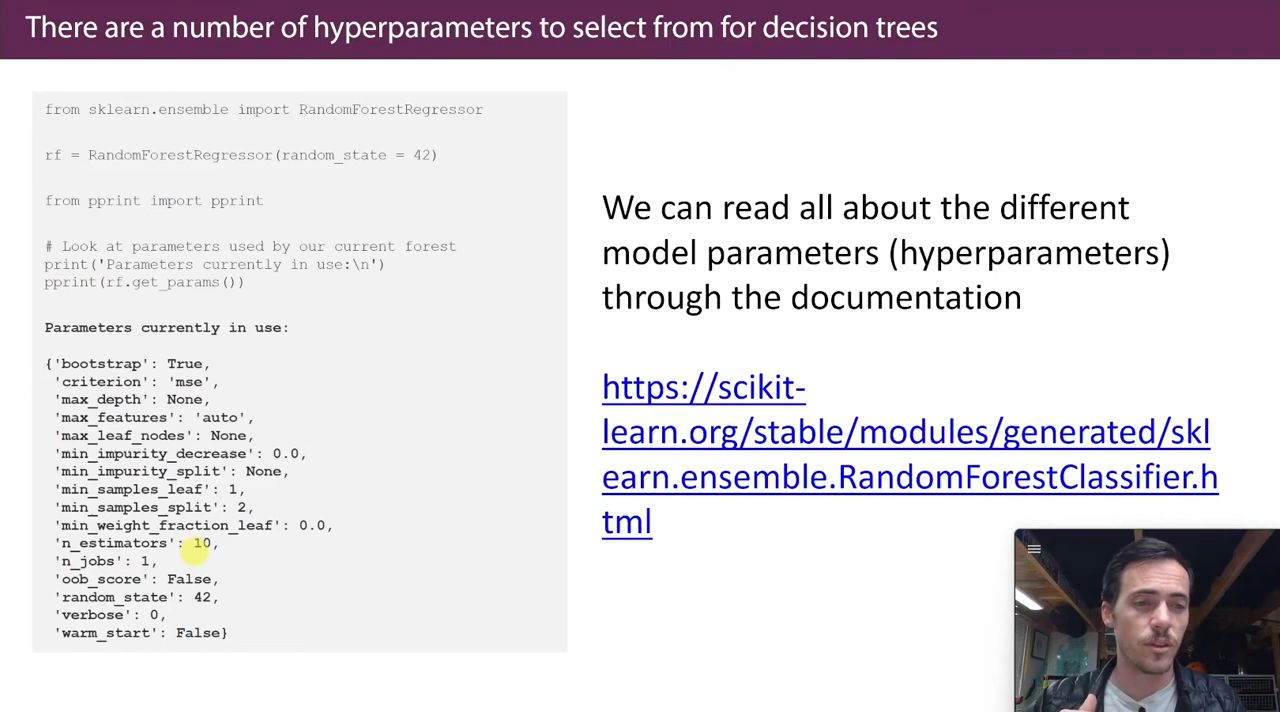 There are a number of hyperparameters to select from for decision trees
from sklearn.ensemble import RandomForestRegressor
rf = RandomForestRegressor(random_state = 42)
from pprint import pprint
# Look at parameters used by our current forest
print('Parameters currently in use:\n')
pprint(rf.get_params())
Parameters currently in use:
{'bootstrap': True,
'criterion': 'mse',
'max_depth': None,
'max_features': 'auto',
'max_leaf_nodes': None,
'min_impurity_decrease': 0.0,
'min_impurity_split': None,
'min_samples_leaf': 1,
'min_samples_split': 2,
'min_weight_fraction_leaf': 0.0,
'n_estimators': 10,
'n_jobs': 1,
'oob_score': False,
'random_state': 42,
'verbose': 0,
'warm_start': False}
We can read all about the different
model parameters (hyperparameters)
through the documentation
https://scikit-
learn.org/stable/modules/generated/skl
earn.ensemble.RandomForestClassifier.h
tml